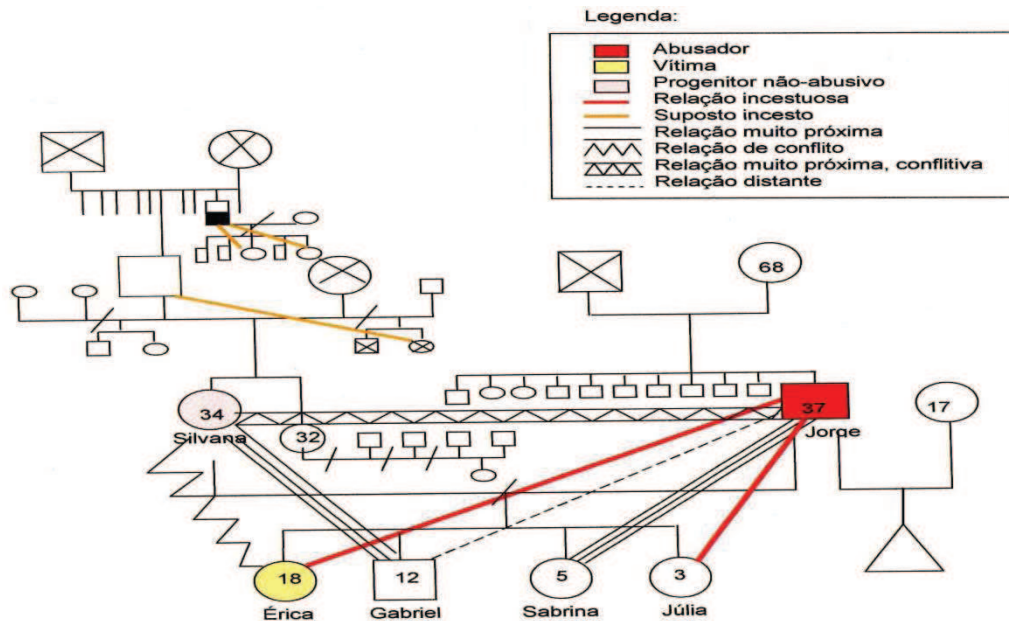 Legenda:
Abusador
Vítima
Progenitor não-abusivo
Relação incestuosa
Suposto incesto
Relação muito próxima
Relação de conflito
Relação muito próxima, conflitiva
Relação distante
68
34
Silvana
32
37
Jorge
17
18
Érica
12
Gabriel
5
Sabrina
3
Júlia